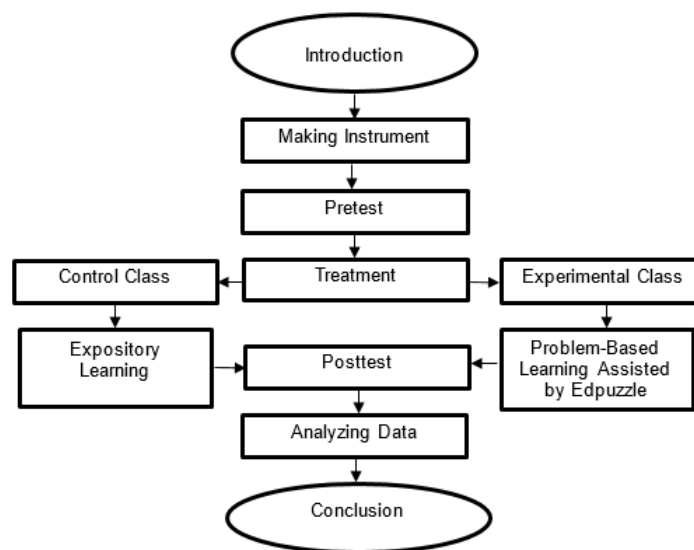 Introduction
Making Instrument
Pretest
Control Class
Treatment
Experimental Class
Expository
Learning
Posttest
Problem-Based
Learning Assisted
by Edpuzzle
Analyzing Data
Conclusion